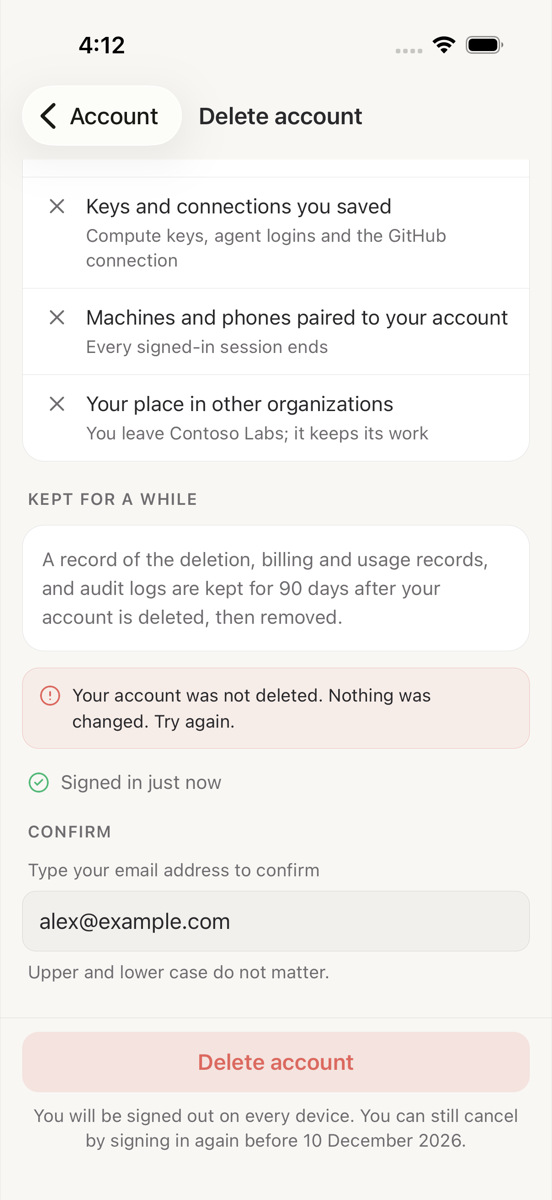 4:12
Account
Delete account
Keys and connections you saved
Compute keys, agent logins and the GitHub
connection
Machines and phones paired to your account
Every signed-in session ends
Your place in other organizations
You leave Contoso Labs; it keeps its work
KEPT FOR A WHILE
A record of the deletion, billing and usage records,
and audit logs are kept for 90 days after your
account is deleted, then removed.
Your account was not deleted. Nothing was
changed. Try again.
Signed in just now
CONFIRM
Type your email address to confirm
alex@example.com
Upper and lower case do not matter.
Delete account
You will be signed out on every device. You can still cancel
by signing in again before 10 December 2026.